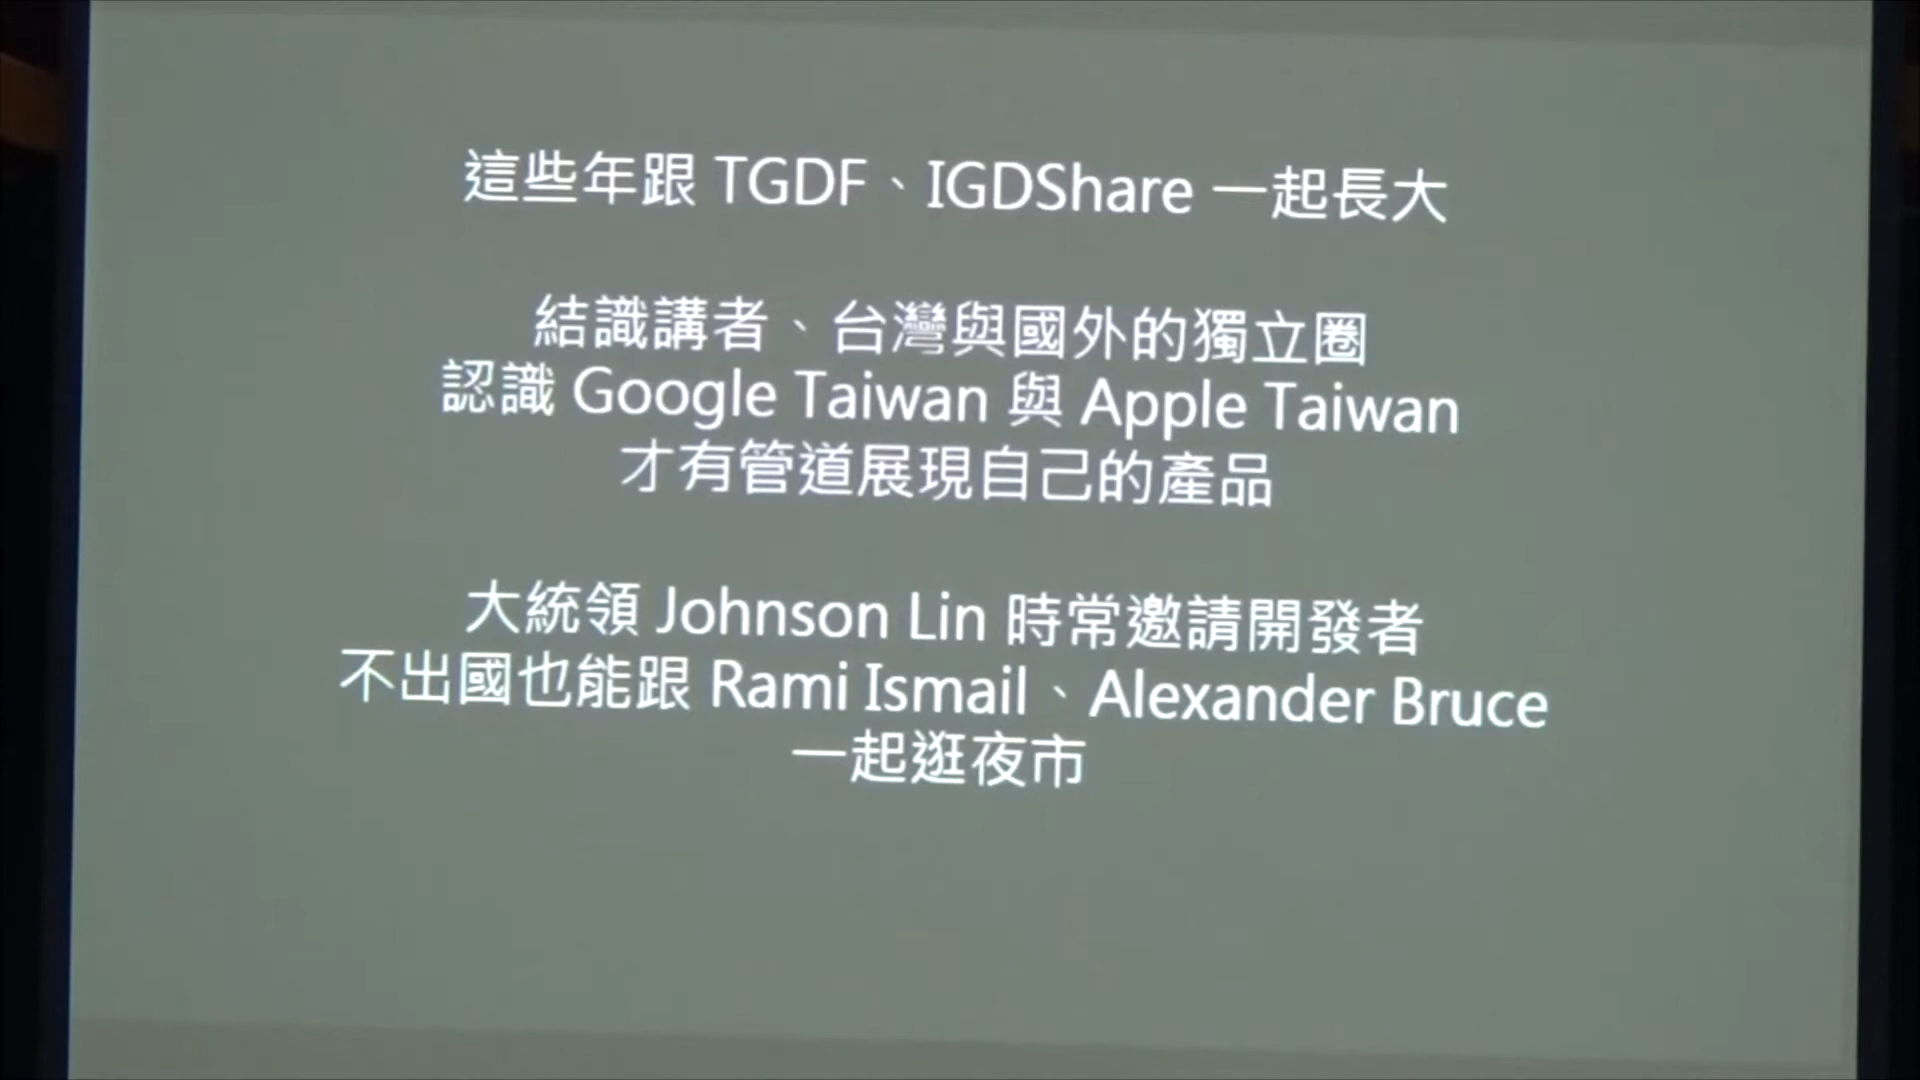 這些年跟 TGDF、IGDShare 一起長大
結識講者、台灣與國外的獨立圈
認識 Google Taiwan 與 Apple Taiwan
才有管道展現自己的產品
大統領 Johnson Lin 時常邀請開發者
不出國也能跟 Rami Ismail、Alexander Bruce
一起逛夜市